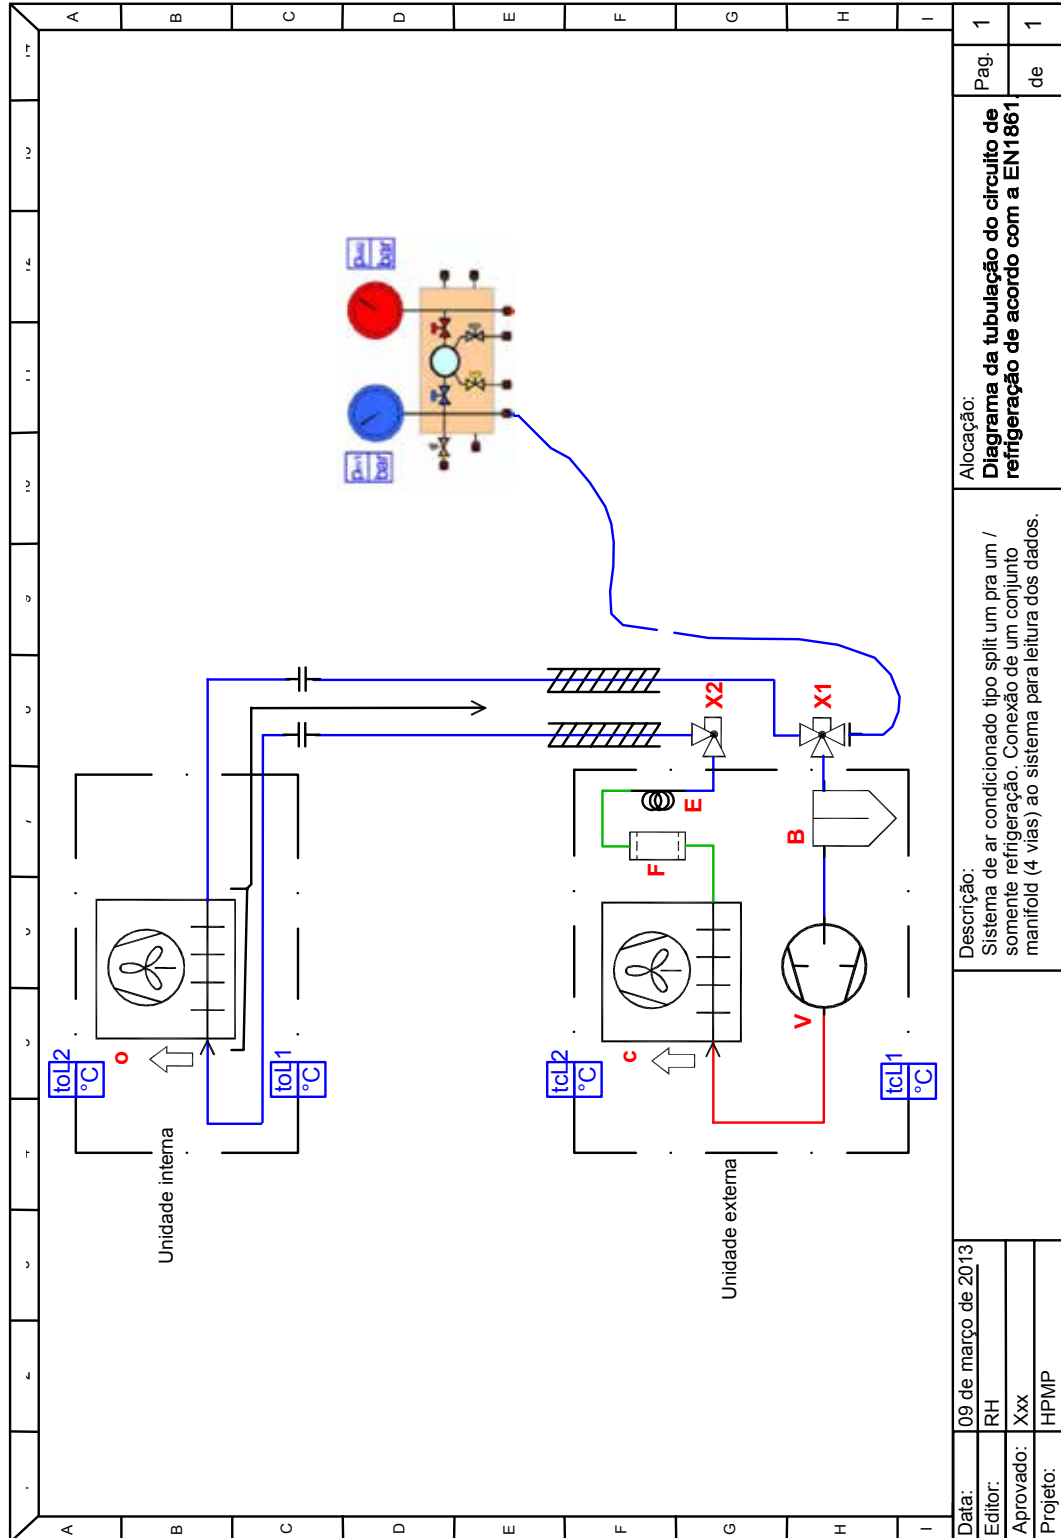 A
B
C
D
E
F
G
H
I
toL2
°C
o
toL1
°C
Unidade interna
bar
bar
tcL2
°C
c
tcL1
°C
V
F
E
B
X2
X1
Unidade externa
A
B
C
D
E
F
G
H
I
Data:
09 de março de 2013
Editor:
RH
Aprovado:
Xxx
Projeto:
HPMP
Descrição:
Sistema de ar condicionado tipo split um pra um /
somente refrigeração. Conexão de um conjunto
manifold (4 vias) ao sistema para leitura dos dados.
Alocação:
Diagrama da tubulação do circuito de
refrigeração de acordo com a EN1861.
Pag.
1
de
1